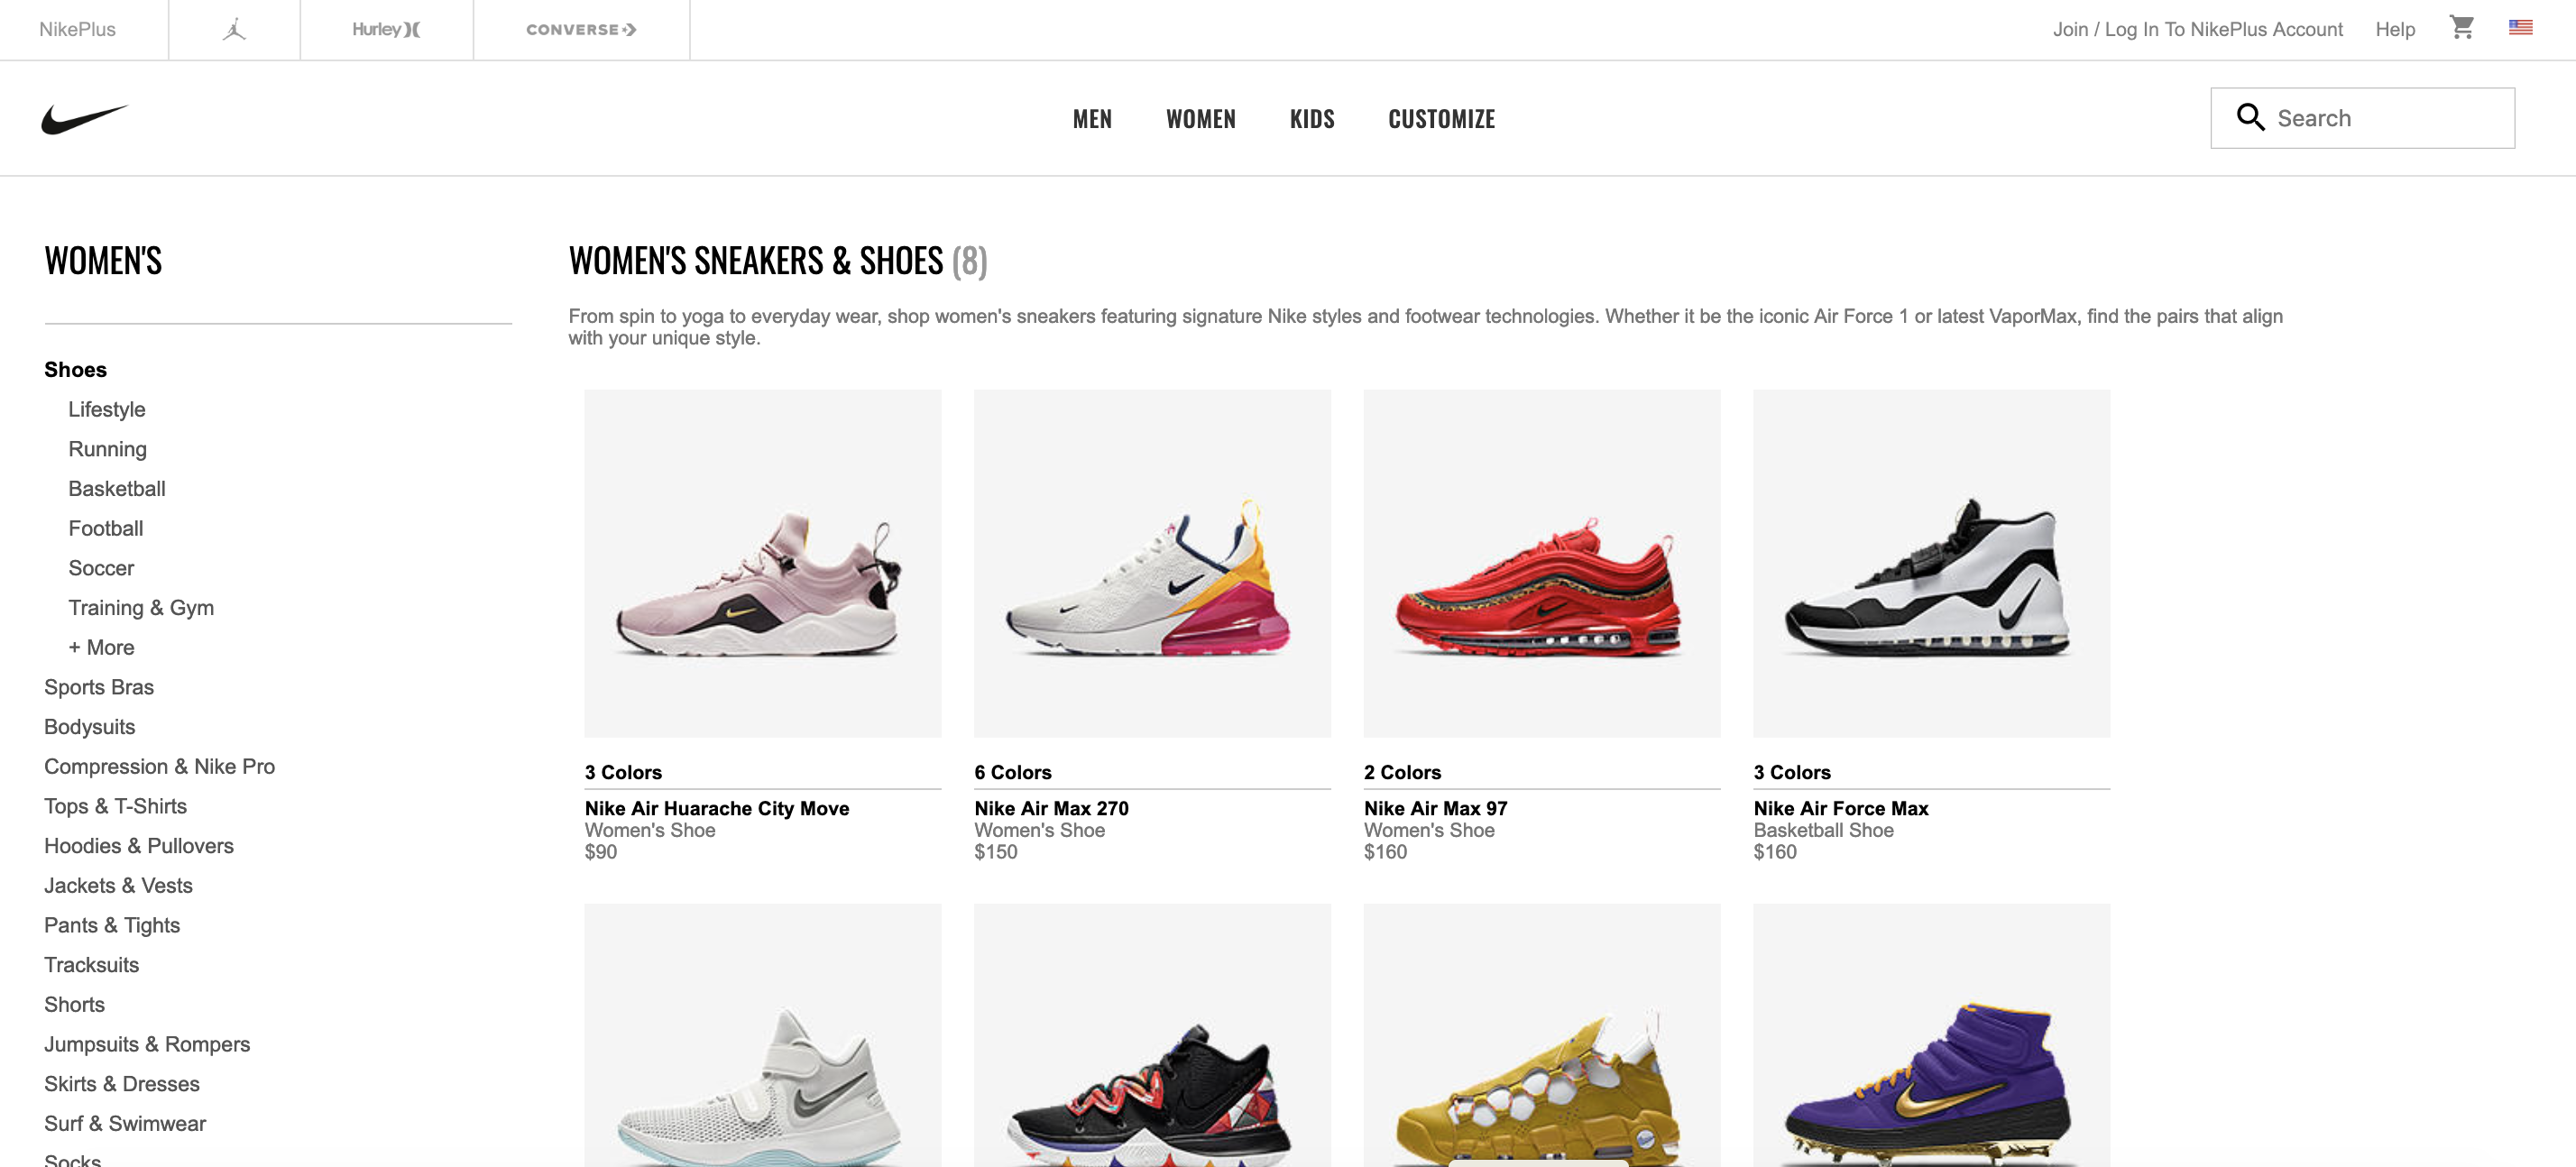 NikePlus
Hurley
CONVERSE
Join / Log In To NikePlus Account
Help
MEN
WOMEN
KIDS
CUSTOMIZE
Search
WOMEN'S
Shoes
Lifestyle
Running
Basketball
Football
Soccer
Training & Gym
+ More
Sports Bras
Bodysuits
Compression & Nike Pro
Tops & T-Shirts
Hoodies & Pullovers
Jackets & Vests
Pants & Tights
Tracksuits
Shorts
Jumpsuits & Rompers
Skirts & Dresses
Surf & Swimwear
Socks
WOMEN'S SNEAKERS & SHOES (8)
From spin to yoga to everyday wear, shop women's sneakers featuring signature Nike styles and footwear technologies. Whether it be the iconic Air Force 1 or latest VaporMax, find the pairs that align
with your unique style.
3 Colors
Nike Air Huarache City Move
Women's Shoe
$90
6 Colors
Nike Air Max 270
Women's Shoe
$150
2 Colors
Nike Air Max 97
Women's Shoe
$160
3 Colors
Nike Air Force Max
Basketball Shoe
$160